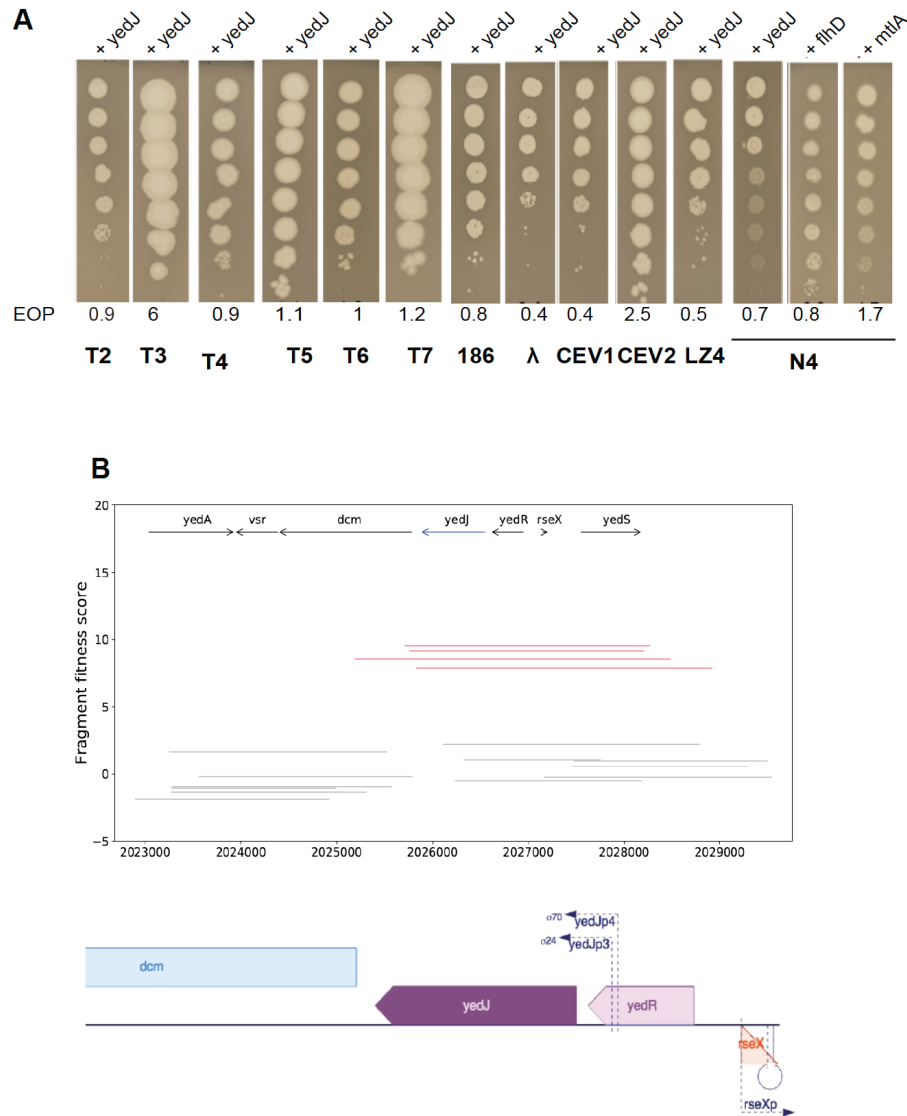 A
+ yedJ + yedJ + yedJ + yedJ + yedJ + yedJ + yedJ + yedJ + yedJ + yedJ + yedJ + yedJ + flhD + mtlA
EOP 0.9 6 0.9 1.1 1 1.2 0.8 0.4 0.4 2.5 0.5 0.7 0.8 1.7
T2 T3 T4 T5 T6 T7 186 λ CEV1 CEV2 LZ4 N4
B
20
yedA vsr dcm yedJ yedR rseX yedS
15
10
5
0
−5
Fragment fitness score
2023000 2024000 2025000 2026000 2027000 2028000 2029000
σ70 yedJp4
σ24 yedJp3
dcm
yedJ yedR
rseX
rseXp